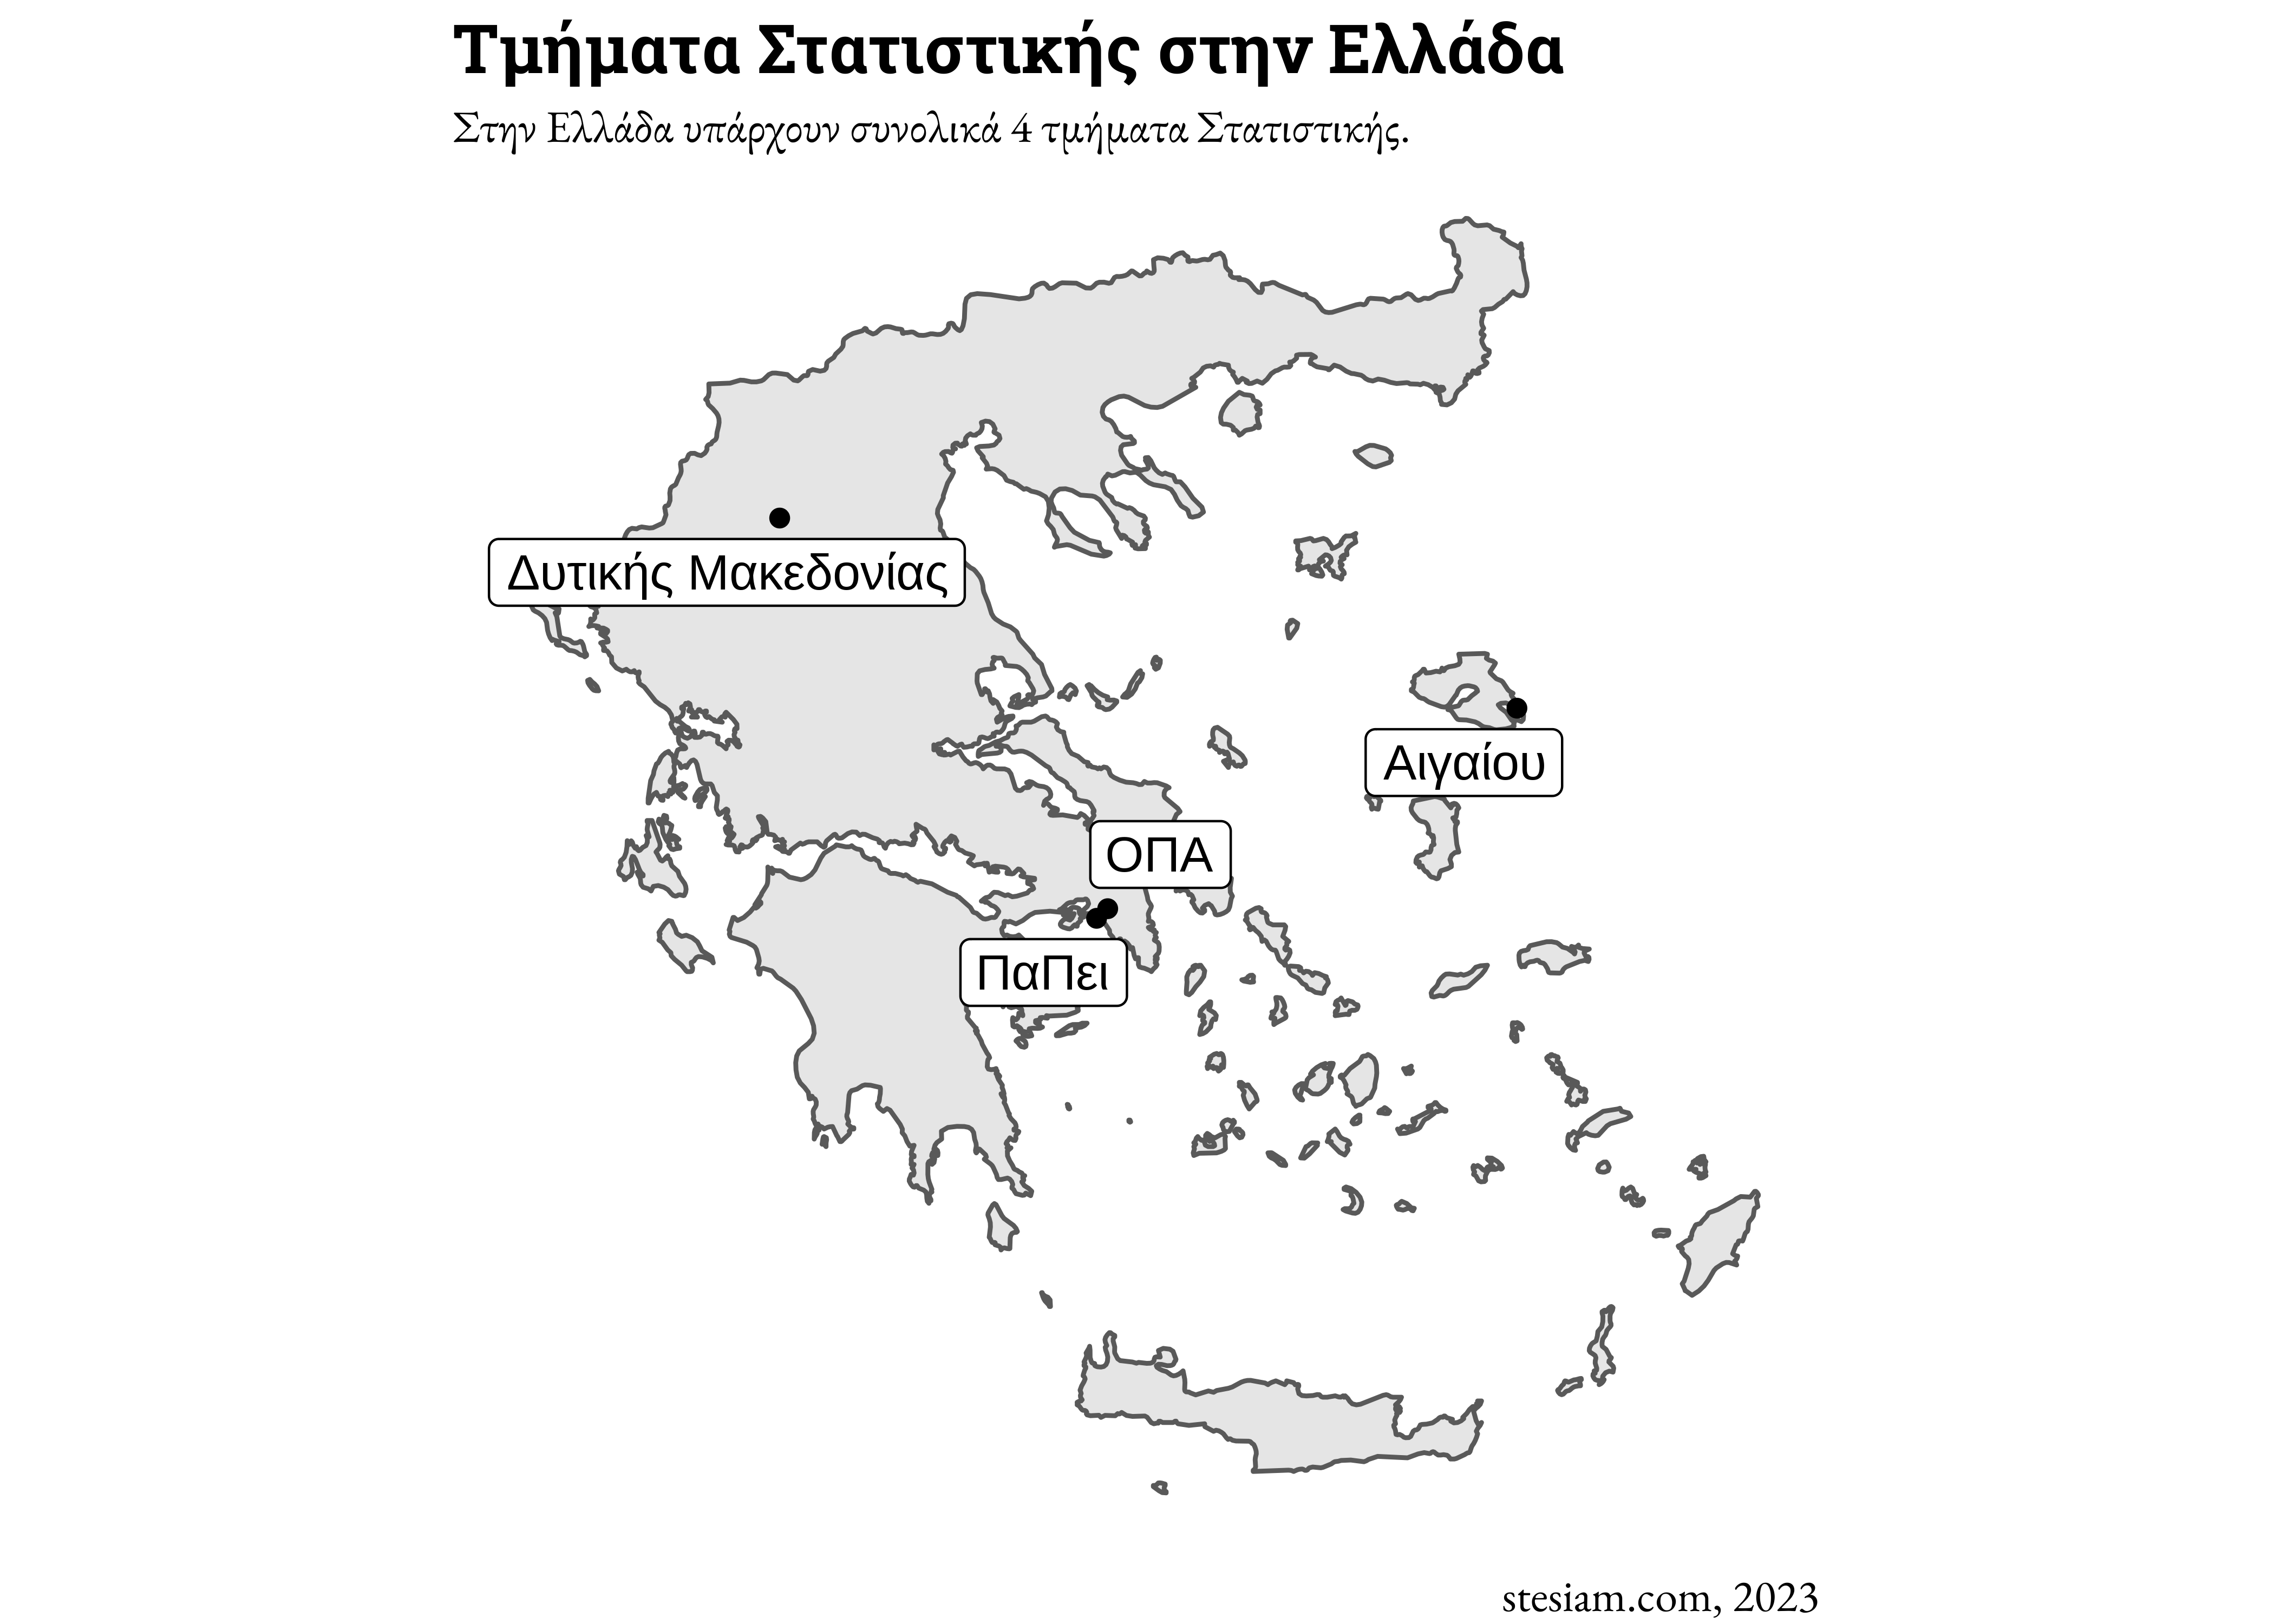 Τμήματα Στατιστικής στην Ελλάδα
Στην Ελλάδα υπάρχουν συνολικά 4 τμήματα Στατιστικής.
Δυτικής Μακεδονίας
Αιγαίου
ΟΠΑ
ΠαΠει
stesiam.com, 2023